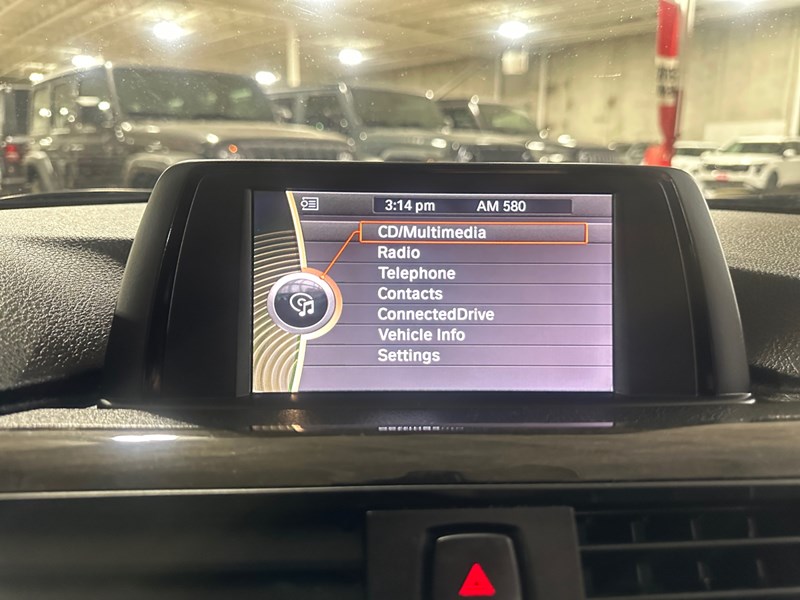 3:14 pm AM 580
CD/Multimedia
Radio
Telephone
Contacts
ConnectedDrive
Vehicle Info
Settings